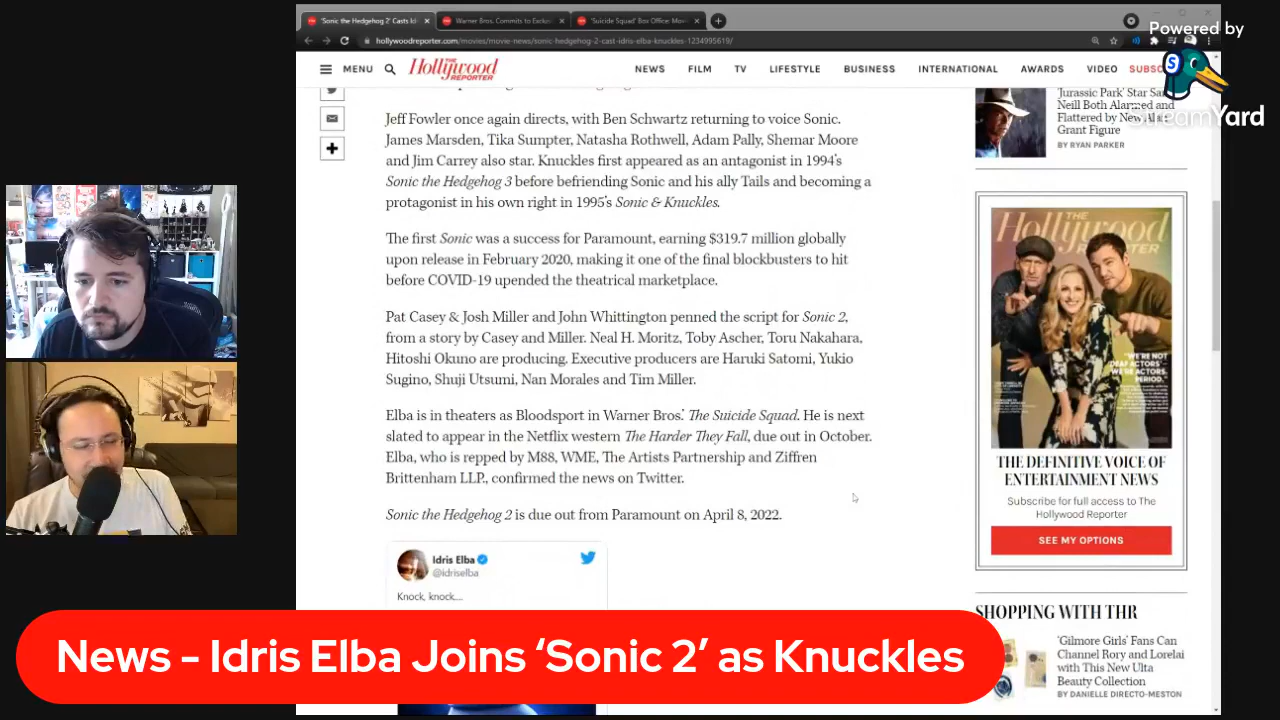 'Sonic the Hedgehog 2' Casts Id
Warner Bros. Commits to Exclus
'Suicide Squad' Box Office: Mov
hollywoodreporter.com/movies/movie-news/sonic-hedgehog-2-cast-idris-elba-knuckles-1234995619/
Powered by
StreamYard
MENU
The Hollywood
REPORTER
NEWS
FILM
TV
LIFESTYLE
BUSINESS
INTERNATIONAL
AWARDS
VIDEO
SUBSC
Jeff Fowler once again directs, with Ben Schwartz returning to voice Sonic.
James Marsden, Tika Sumpter, Natasha Rothwell, Adam Pally, Shemar Moore
and Jim Carrey also star. Knuckles first appeared as an antagonist in 1994's
Sonic the Hedgehog 3 before befriending Sonic and his ally Tails and becoming a
protagonist in his own right in 1995's Sonic & Knuckles.
The first Sonic was a success for Paramount, earning $319.7 million globally
upon release in February 2020, making it one of the final blockbusters to hit
before COVID-19 upended the theatrical marketplace.
Pat Casey & Josh Miller and John Whittington penned the script for Sonic 2,
from a story by Casey and Miller. Neal H. Moritz, Toby Ascher, Toru Nakahara,
Hitoshi Okuno are producing. Executive producers are Haruki Satomi, Yukio
Sugino, Shuji Utsumi, Nan Morales and Tim Miller.
Elba is in theaters as Bloodsport in Warner Bros.' The Suicide Squad. He is next
slated to appear in the Netflix western The Harder They Fall, due out in October.
Elba, who is repped by M88, WME, The Artists Partnership and Ziffren
Brittenham LLP., confirmed the news on Twitter.
Sonic the Hedgehog 2 is due out from Paramount on April 8, 2022.
Idris Elba
@idriselba
Knock, knock....
'Jurassic Park' Star Sam
Neill Both Alarmed and
Flattered by New Alan
Grant Figure
BY RYAN PARKER
THE
Hollywood
Reporter
"WE'RE NOT
'DEAF ACTORS'—
WE'RE ACTORS.
PERIOD."
THE DEFINITIVE VOICE OF
ENTERTAINMENT NEWS
Subscribe for full access to The
Hollywood Reporter
SEE MY OPTIONS
SHOPPING WITH THR
'Gilmore Girls' Fans Can
Channel Rory and Lorelai
with This New Ulta
Beauty Collection
BY DANIELLE DIRECTO-MESTON
News - Idris Elba Joins 'Sonic 2' as Knuckles